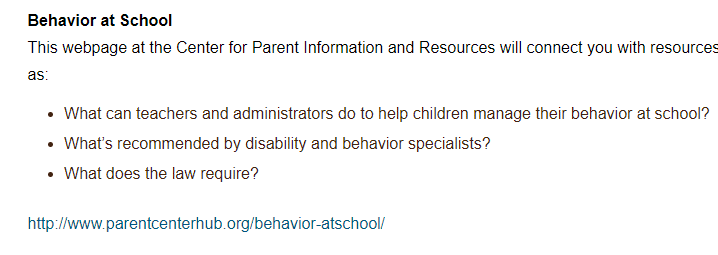 Behavior at School
This webpage at the Center for Parent Information and Resources will connect you with resources
as:
• What can teachers and administrators do to help children manage their behavior at school?
• What's recommended by disability and behavior specialists?
• What does the law require?
http://www.parentcenterhub.org/behavior-atschool/